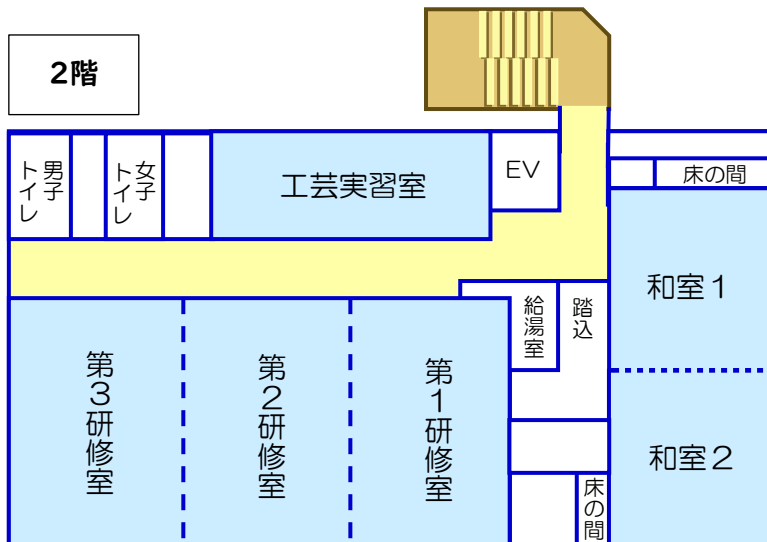 2階
男子
トイレ
女子
トイレ
工芸実習室
EV
床の間
和室1
給湯室
踏込
第3研修室
第2研修室
第1研修室
和室2
床の間